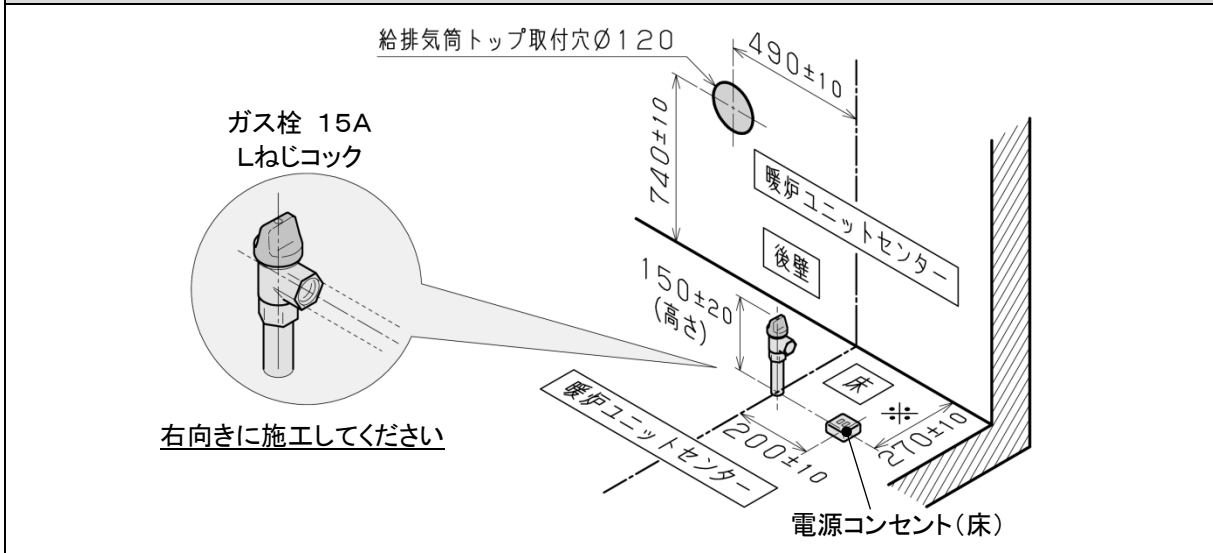 給排気筒トップ取付穴Ø120
490±10
740±10
ガス栓 15A
Lねじコック
暖炉ユニットセンター
後壁
150±20
(高さ)
床
※
暖炉ユニットセンター
200±10
270±10
右向きに施工してください
電源コンセント(床)